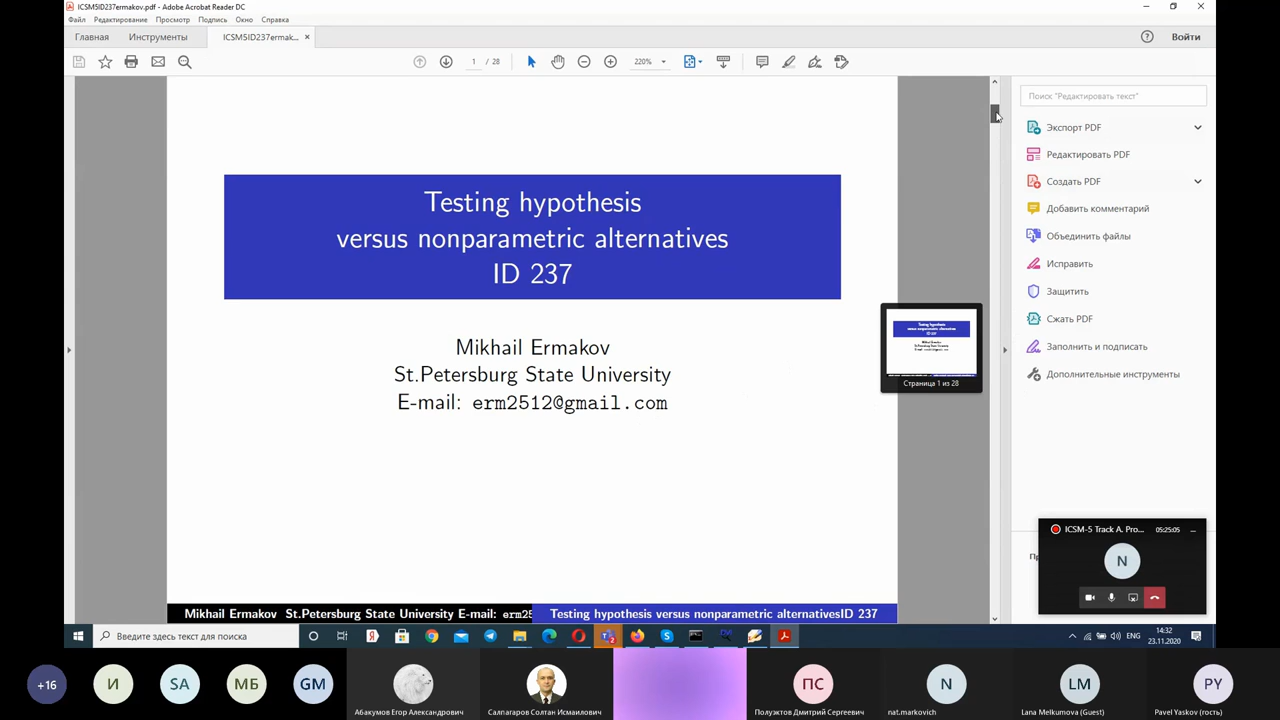 ICSM5ID237ermakov.pdf - Adobe Acrobat Reader DC
Файл Редактирование Просмотр Подпись Окно Справка
Главная Инструменты ICSM5ID237ermak... × Войти
1 / 28 220%
Поиск "Редактировать текст"
Экспорт PDF
Редактировать PDF
Создать PDF
Добавить комментарий
Объединить файлы
Исправить
Защитить
Сжать PDF
Заполнить и подписать
Дополнительные инструменты
Testing hypothesis
versus nonparametric alternatives
ID 237
Mikhail Ermakov
St.Petersburg State University
E-mail: erm2512@gmail.com
Страница 1 из 28
ICSM-5 Track A. Pro... 05:25:05
N
Mikhail Ermakov St.Petersburg State University E-mail: erm25
Testing hypothesis versus nonparametric alternativesID 237
Введите здесь текст для поиска
ENG
14:32
23.11.2020
+16 И SA МБ GM ПС N LM PY
Абакумов Егор Александрович Салпагаров Солтан Исмаилович Полуэктов Дмитрий Сергеевич nat.markovich Lana Melkumova (Guest) Pavel Yaskov (гость)